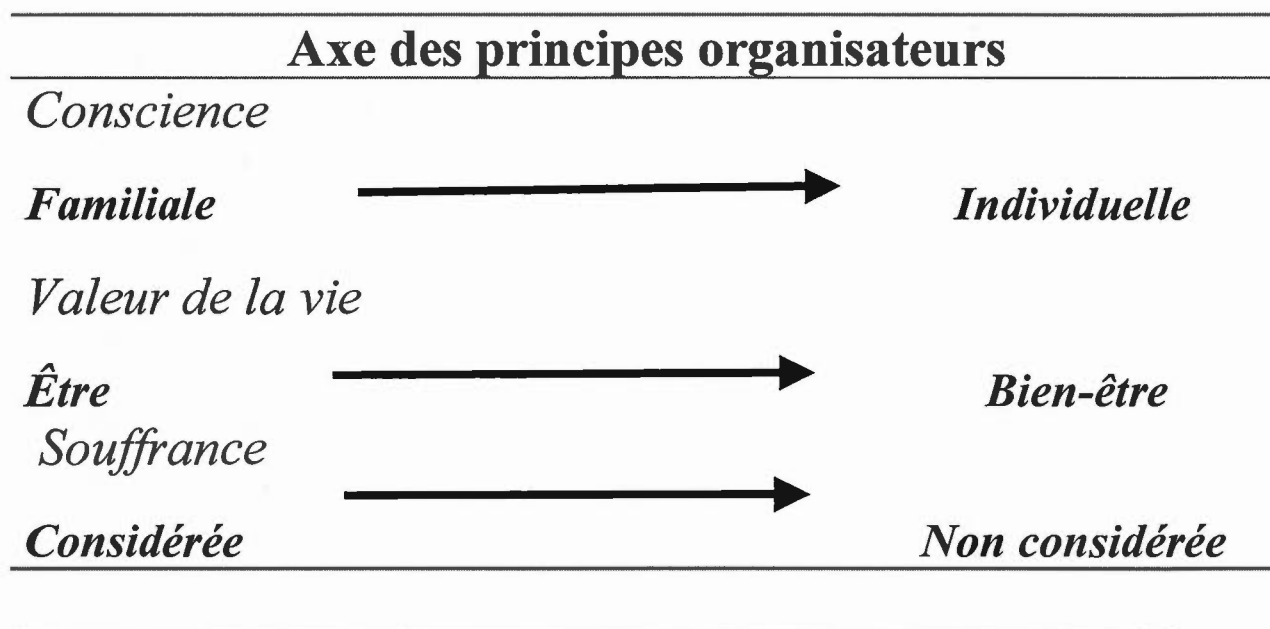 Axe des principes organisateurs
Conscience
Familiale Individuelle
Valeur de la vie
Être Bien-être
Souffrance
Considérée Non considérée